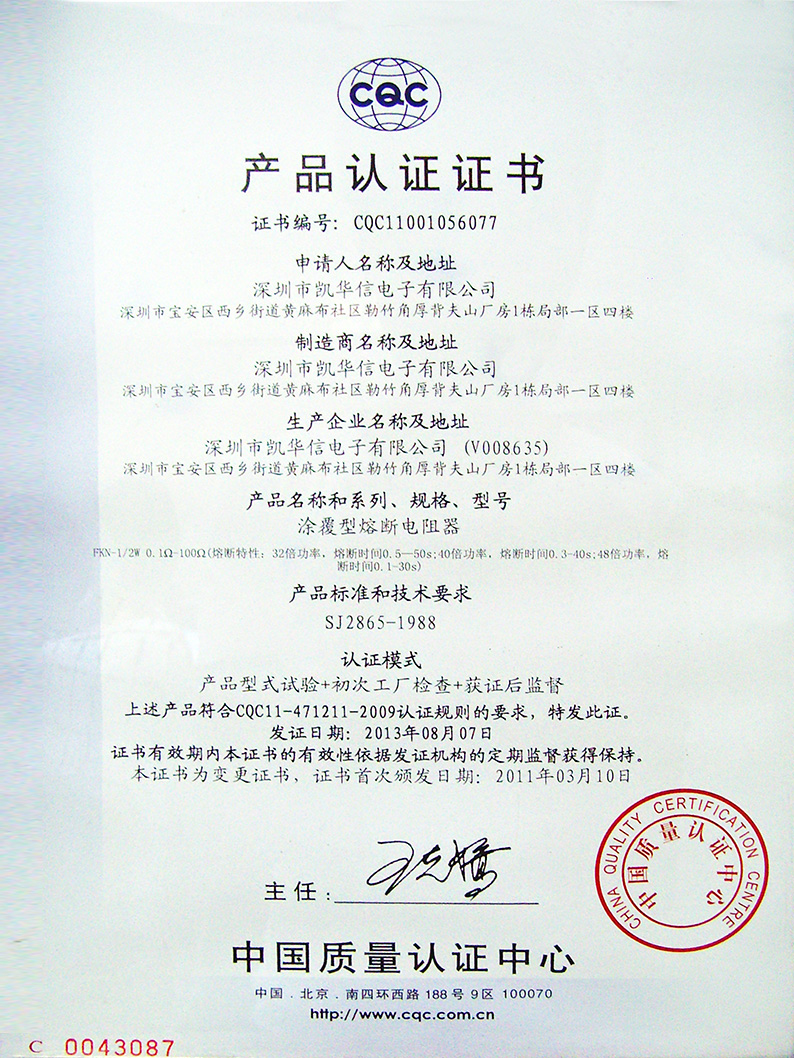 CQC
产品认证证书
证书编号: CQC11001056077
申请人名称及地址
深圳市凯华信电子有限公司
深圳市宝安区西乡街道黄麻布社区勒竹角厚背夫山厂房1栋局部一区四楼
制造商名称及地址
深圳市凯华信电子有限公司
深圳市宝安区西乡街道黄麻布社区勒竹角厚背夫山厂房1栋局部一区四楼
生产企业名称及地址
深圳市凯华信电子有限公司 (V008635)
深圳市宝安区西乡街道黄麻布社区勒竹角厚背夫山厂房1栋局部一区四楼
产品名称和系列、规格、型号
涂覆型熔断电阻器
FKN-1/2W 0.1Ω-100Ω(熔断特性: 32倍功率, 熔断时间0.5—50s;40倍功率, 熔断时间0.3-40s;48倍功率, 熔
断时间0.1-30s)
产品标准和技术要求
SJ2865-1988
认证模式
产品型式试验+初次工厂检查+获证后监督
上述产品符合CQC11-471211-2009认证规则的要求, 特发此证。
发证日期: 2013年08月07日
证书有效期内本证书的有效性依据发证机构的定期监督获得保持。
本证书为变更证书, 证书首次颁发日期: 2011年03月10日
CHINA QUALITY CERTIFICATION CENTRE
中国质量认证中心
主任:
中国质量认证中心
中国 . 北京 . 南四环西路 188 号 9 区 100070
http://www.cqc.com.cn
C 0043087